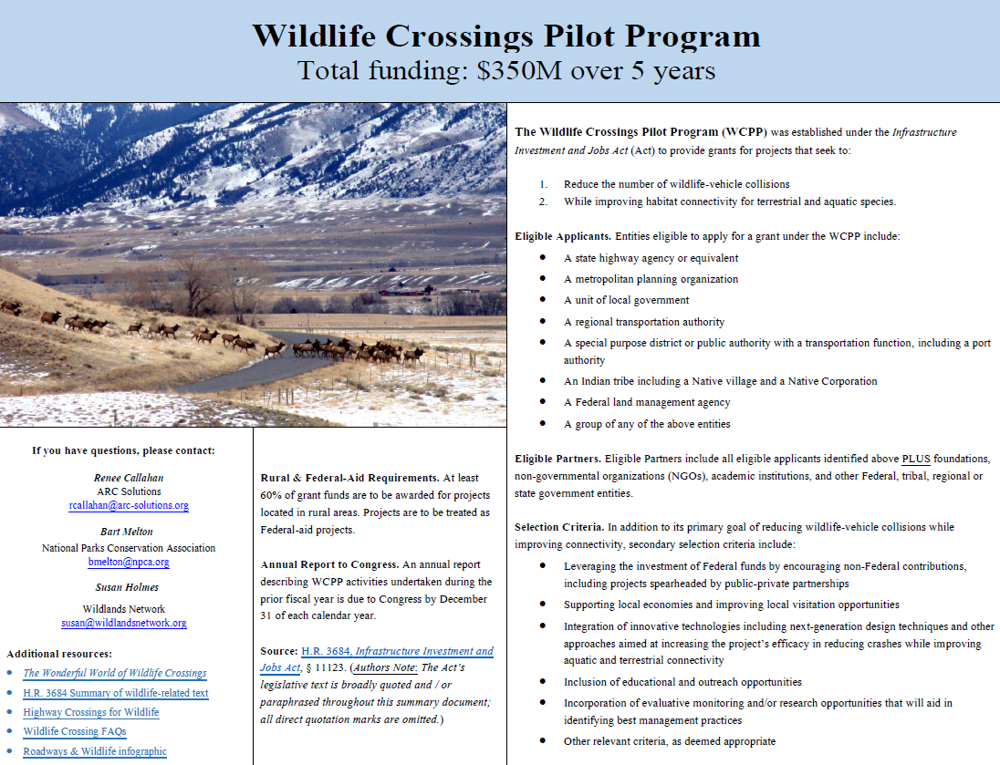 Wildlife Crossings Pilot Program
Total funding: $350M over 5 years
The Wildlife Crossings Pilot Program (WCPP) was established under the Infrastructure
Investment and Jobs Act (Act) to provide grants for projects that seek to:
1. Reduce the number of wildlife-vehicle collisions
2. While improving habitat connectivity for terrestrial and aquatic species.
Eligible Applicants. Entities eligible to apply for a grant under the WCPP include:
● A state highway agency or equivalent
● A metropolitan planning organization
● A unit of local government
● A regional transportation authority
● A special purpose district or public authority with a transportation function, including a port
authority
● An Indian tribe including a Native village and a Native Corporation
● A Federal land management agency
● A group of any of the above entities
Eligible Partners. Eligible Partners include all eligible applicants identified above PLUS foundations,
non-governmental organizations (NGOs), academic institutions, and other Federal, tribal, regional or
state government entities.
Selection Criteria. In addition to its primary goal of reducing wildlife-vehicle collisions while
improving connectivity, secondary selection criteria include:
● Leveraging the investment of Federal funds by encouraging non-Federal contributions,
including projects spearheaded by public-private partnerships
● Supporting local economies and improving local visitation opportunities
● Integration of innovative technologies including next-generation design techniques and other
approaches aimed at increasing the project’s efficacy in reducing crashes while improving
aquatic and terrestrial connectivity
● Inclusion of educational and outreach opportunities
● Incorporation of evaluative monitoring and/or research opportunities that will aid in
identifying best management practices
● Other relevant criteria, as deemed appropriate
If you have questions, please contact:
Renee Callahan
ARC Solutions
rcallahan@arc-solutions.org
Bart Melton
National Parks Conservation Association
bmelton@npca.org
Susan Holmes
Wildlands Network
susan@wildlandsnetwork.org
Additional resources:
● The Wonderful World of Wildlife Crossings
● H.R. 3684 Summary of wildlife-related text
● Highway Crossings for Wildlife
● Wildlife Crossing FAQs
● Roadways & Wildlife infographic
Rural & Federal-Aid Requirements. At least
60% of grant funds are to be awarded for projects
located in rural areas. Projects are to be treated as
Federal-aid projects.
Annual Report to Congress. An annual report
describing WCPP activities undertaken during the
prior fiscal year is due to Congress by December
31 of each calendar year.
Source: H.R. 3684, Infrastructure Investment and
Jobs Act, § 11123. (Authors Note: The Act’s
legislative text is broadly quoted and / or
paraphrased throughout this summary document;
all direct quotation marks are omitted.)